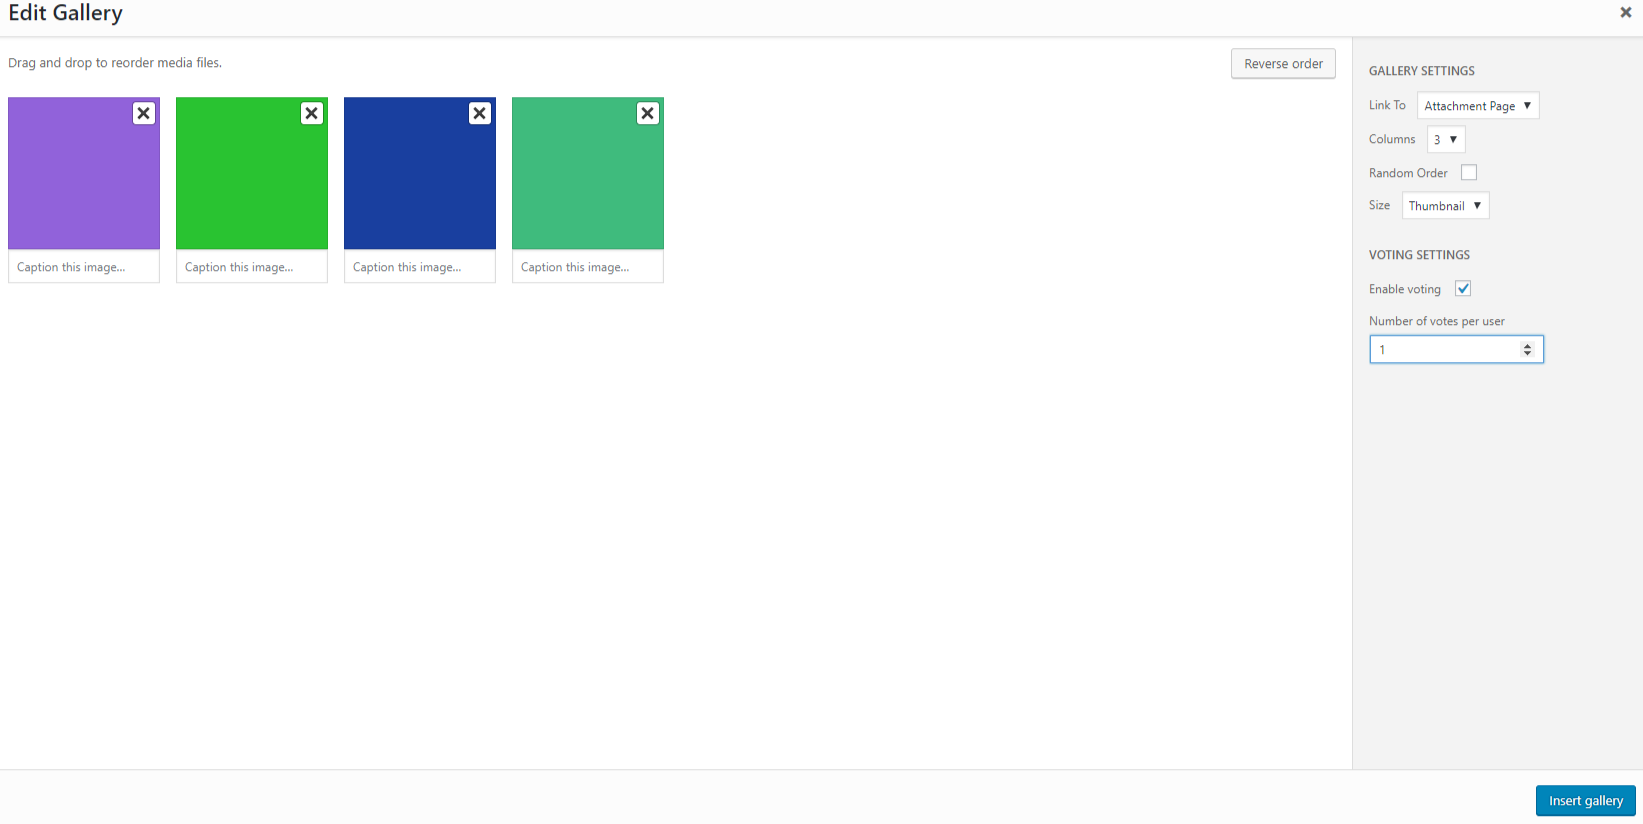 Edit Gallery
Drag and drop to reorder media files.
Reverse order
Caption this image...
Caption this image...
Caption this image...
Caption this image...
GALLERY SETTINGS
Link To Attachment Page
Columns 3
Random Order
Size Thumbnail
VOTING SETTINGS
Enable voting
Number of votes per user
1
Insert gallery